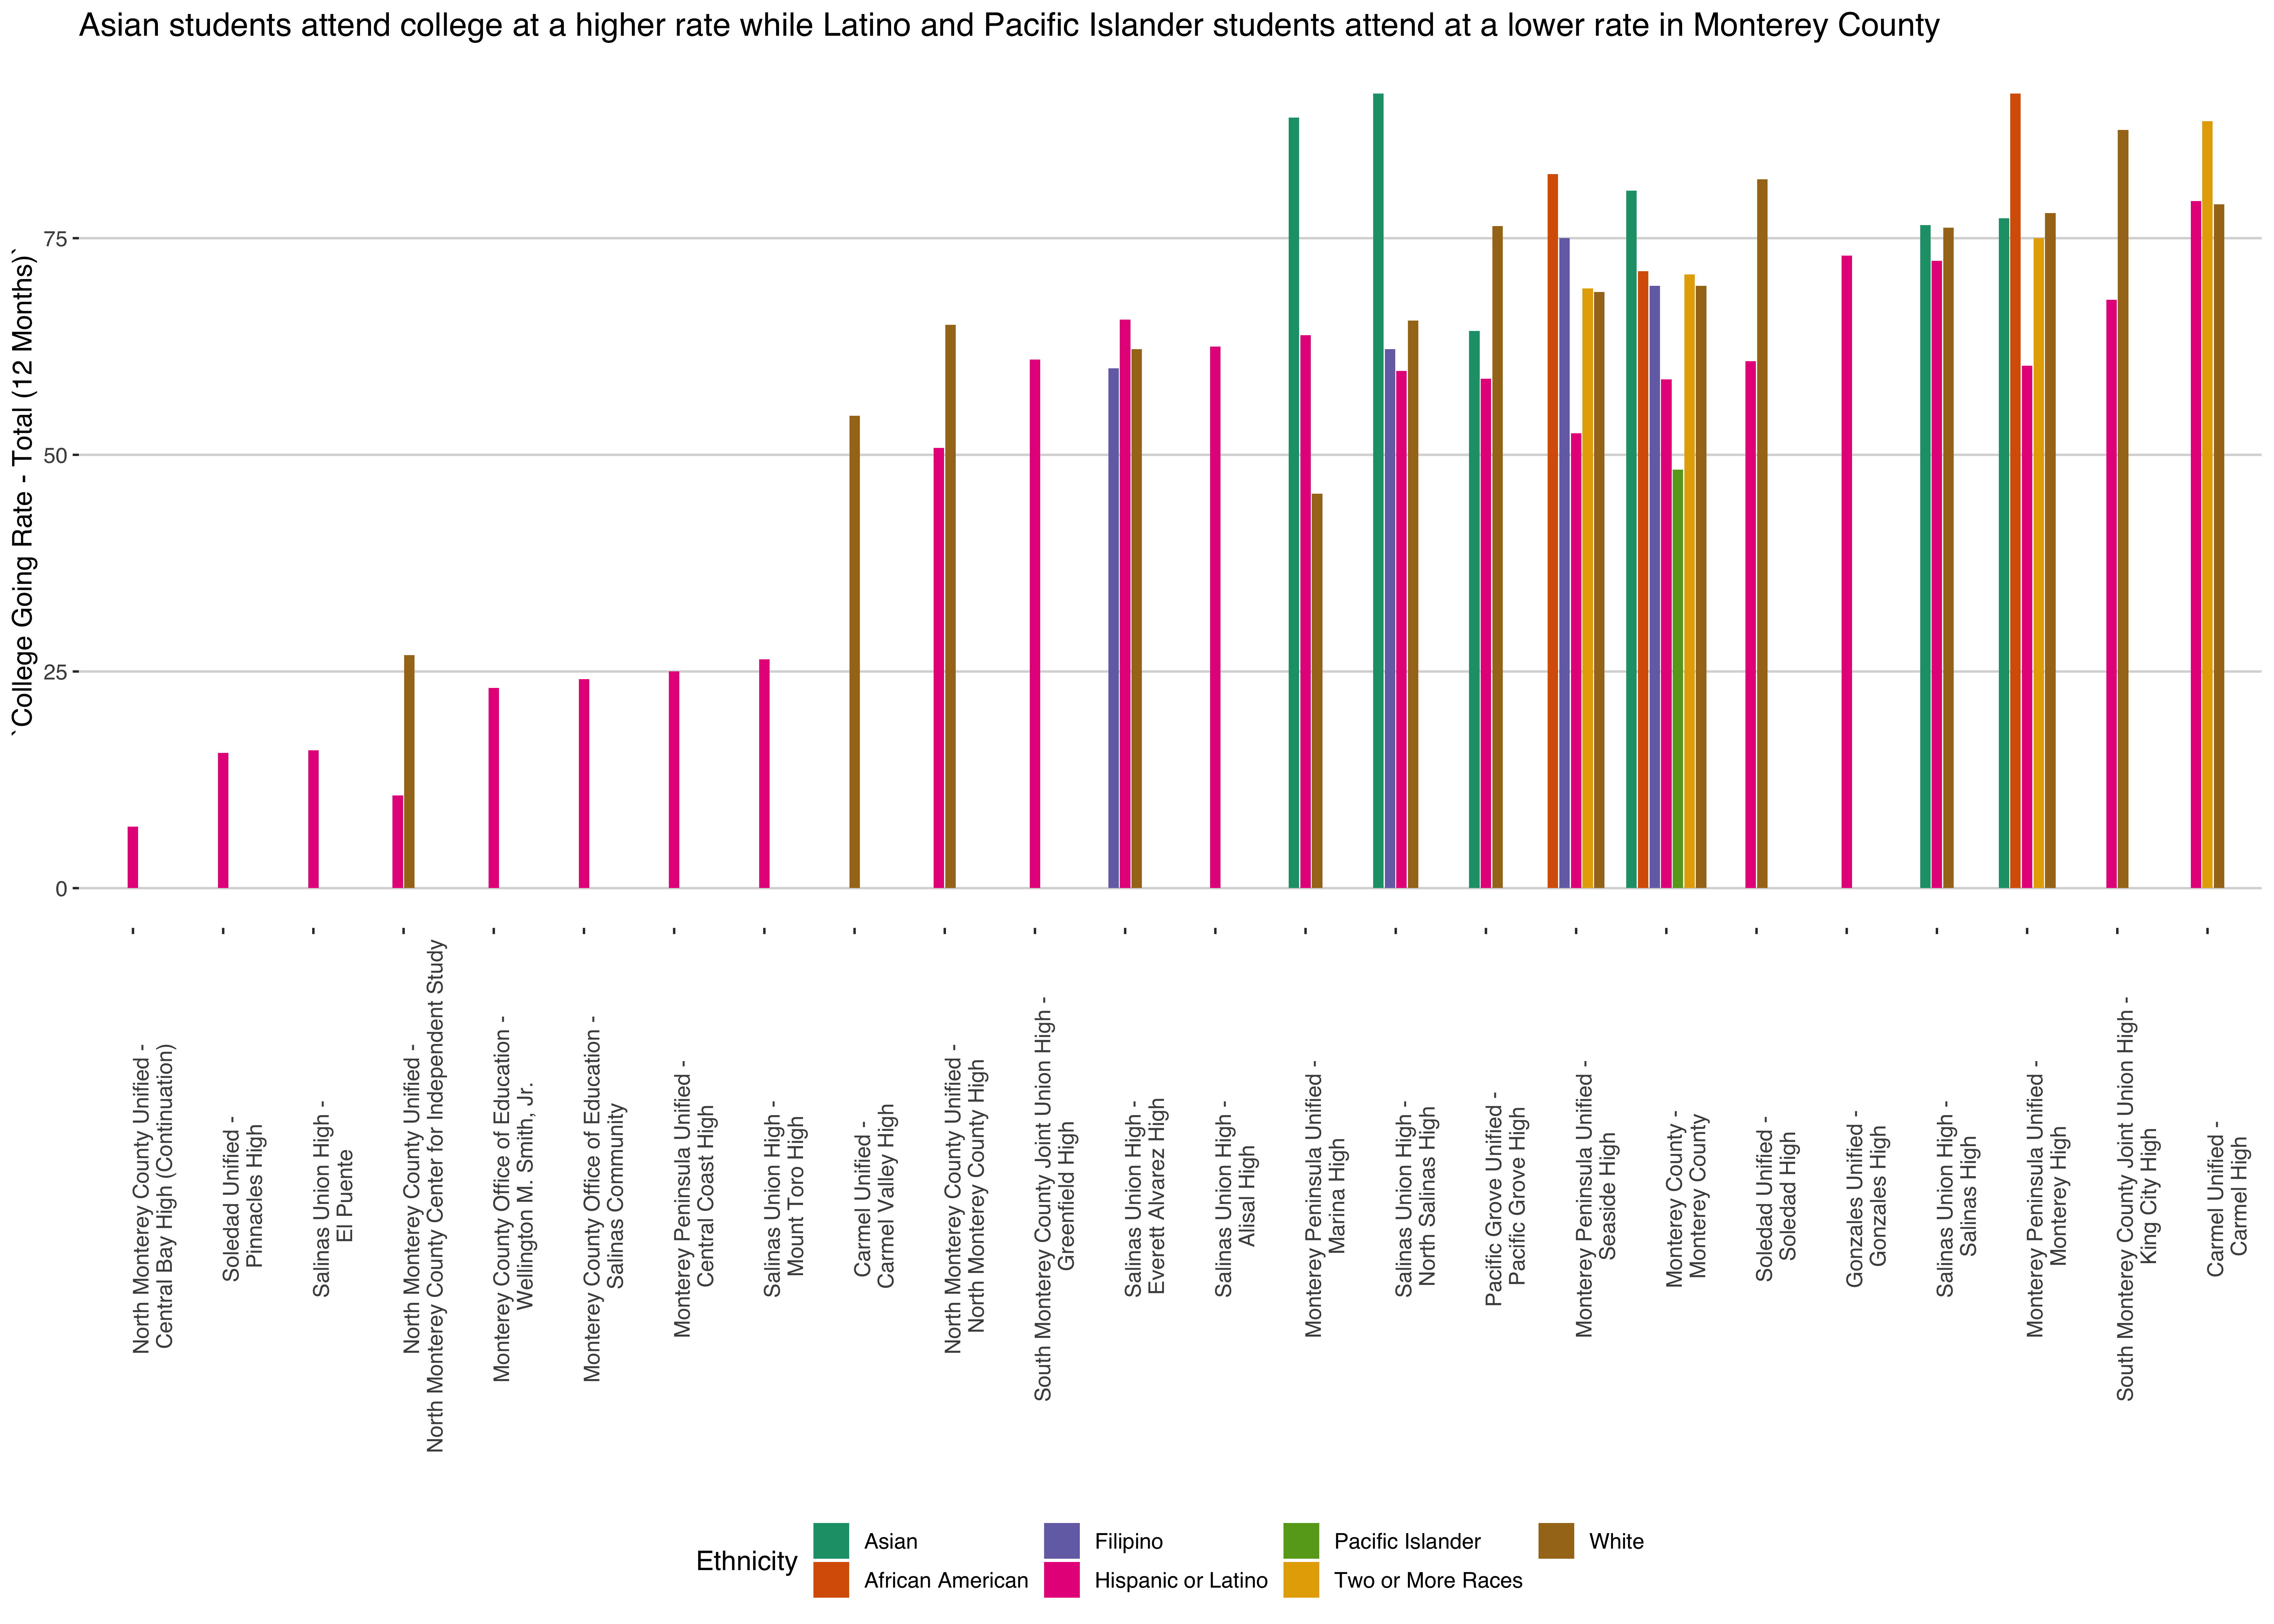 Asian students attend college at a higher rate while Latino and Pacific Islander students attend at a lower rate in Monterey County
`College Going Rate - Total (12 Months)`
75
50
25
0
North Monterey County Unified -
Central Bay High (Continuation)
Soledad Unified -
Pinnacles High
Salinas Union High -
El Puente
North Monterey County Unified -
North Monterey County Center for Independent Study
Monterey County Office of Education -
Wellington M. Smith, Jr.
Monterey County Office of Education -
Salinas Community
Monterey Peninsula Unified -
Central Coast High
Salinas Union High -
Mount Toro High
Carmel Unified -
Carmel Valley High
North Monterey County Unified -
North Monterey County High
South Monterey County Joint Union High -
Greenfield High
Salinas Union High -
Everett Alvarez High
Salinas Union High -
Alisal High
Monterey Peninsula Unified -
Marina High
Salinas Union High -
North Salinas High
Pacific Grove Unified -
Pacific Grove High
Monterey Peninsula Unified -
Seaside High
Monterey County -
Monterey County
Soledad Unified -
Soledad High
Gonzales Unified -
Gonzales High
Salinas Union High -
Salinas High
Monterey Peninsula Unified -
Monterey High
South Monterey County Joint Union High -
King City High
Carmel Unified -
Carmel High
Ethnicity
Asian
African American
Filipino
Hispanic or Latino
Pacific Islander
Two or More Races
White